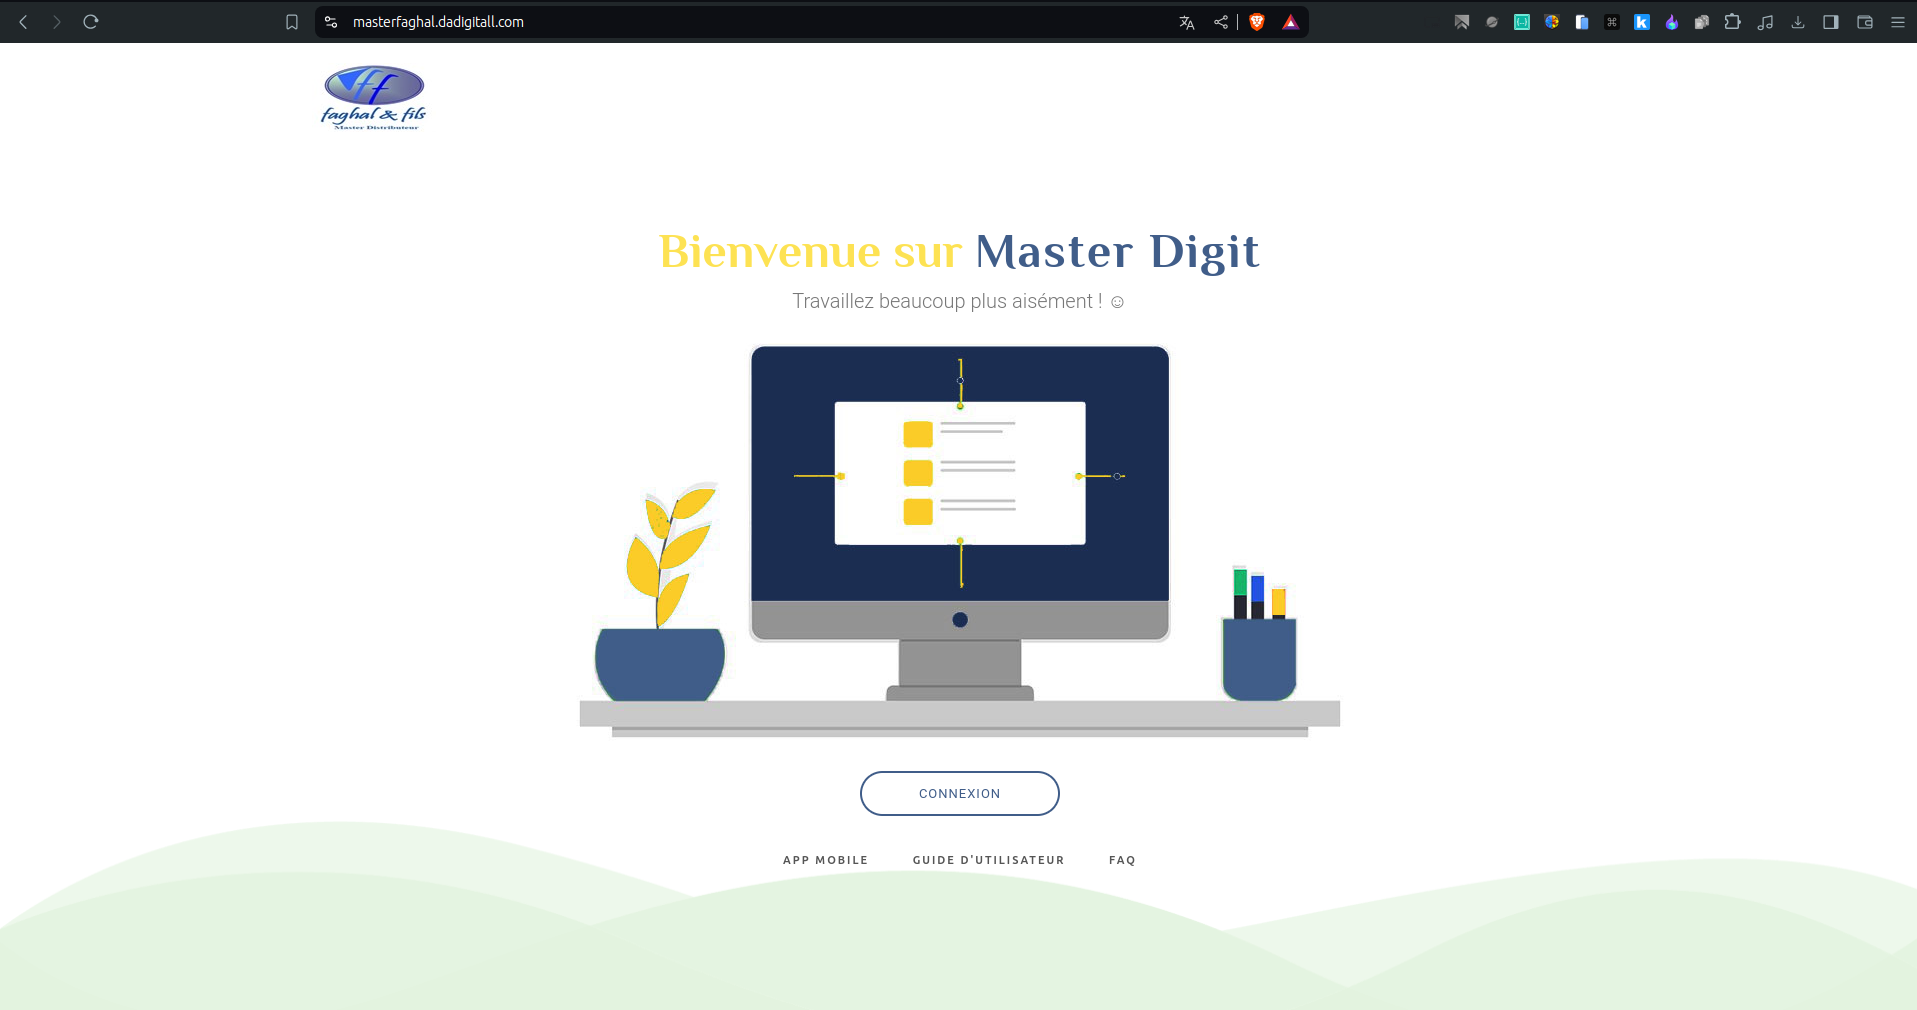 masterfaghal.dadigitall.com
faghal & fils
Master Distributeur
Bienvenue sur Master Digit
Travaillez beaucoup plus aisément ! ☺
CONNEXION
APP MOBILE GUIDE D'UTILISATEUR FAQ